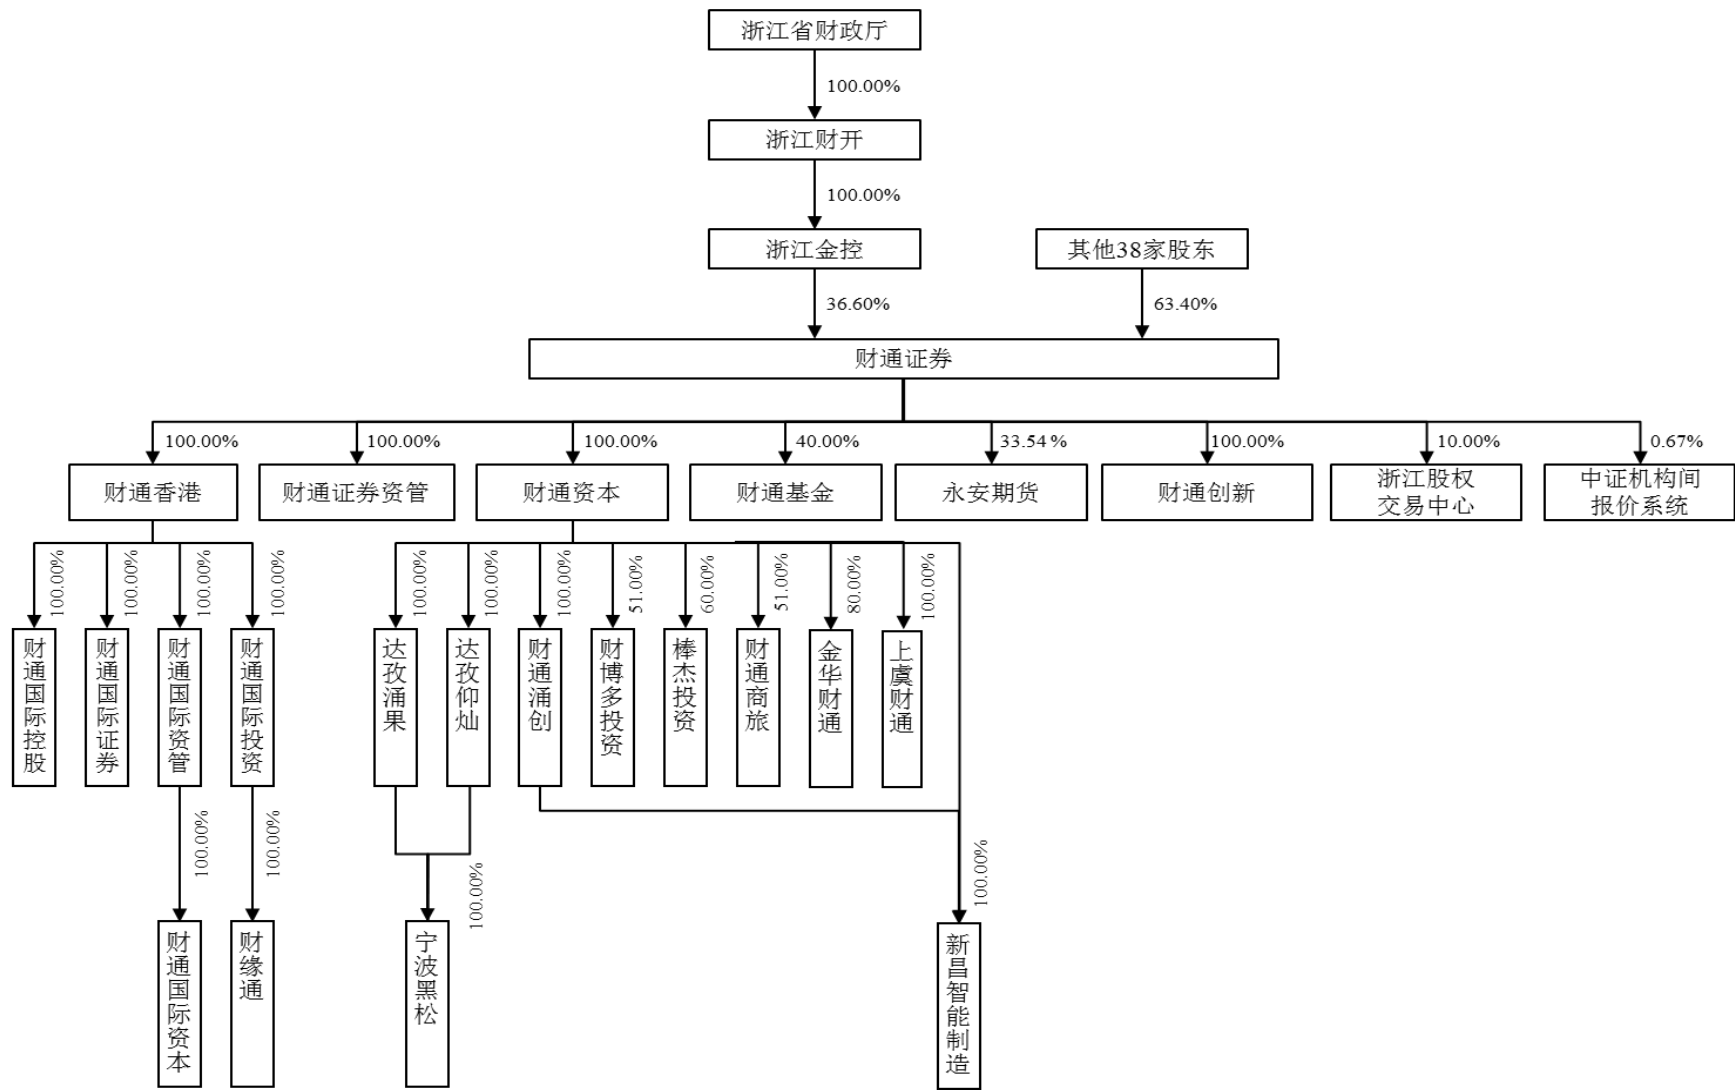 浙江省财政厅
100.00%
浙江财开
100.00%
浙江金控
其他38家股东
36.60%
63.40%
财通证券
100.00%
100.00%
100.00%
40.00%
33.54 %
100.00%
10.00%
0.67%
财通香港
财通证券资管
财通资本
财通基金
永安期货
财通创新
浙江股权
交易中心
中证机构间
报价系统
100.00%
100.00%
100.00%
100.00%
100.00%
100.00%
100.00%
51.00%
60.00%
51.00%
80.00%
100.00%
财通国际控股
财通国际证券
财通国际资管
财通国际投资
达孜涌果
达孜仰灿
财通涌创
财博多投资
棒杰投资
财通商旅
金华财通
上虞财通
100.00%
100.00%
100.00%
100.00%
财通国际资本
财缘通
宁波黑松
新昌智能制造